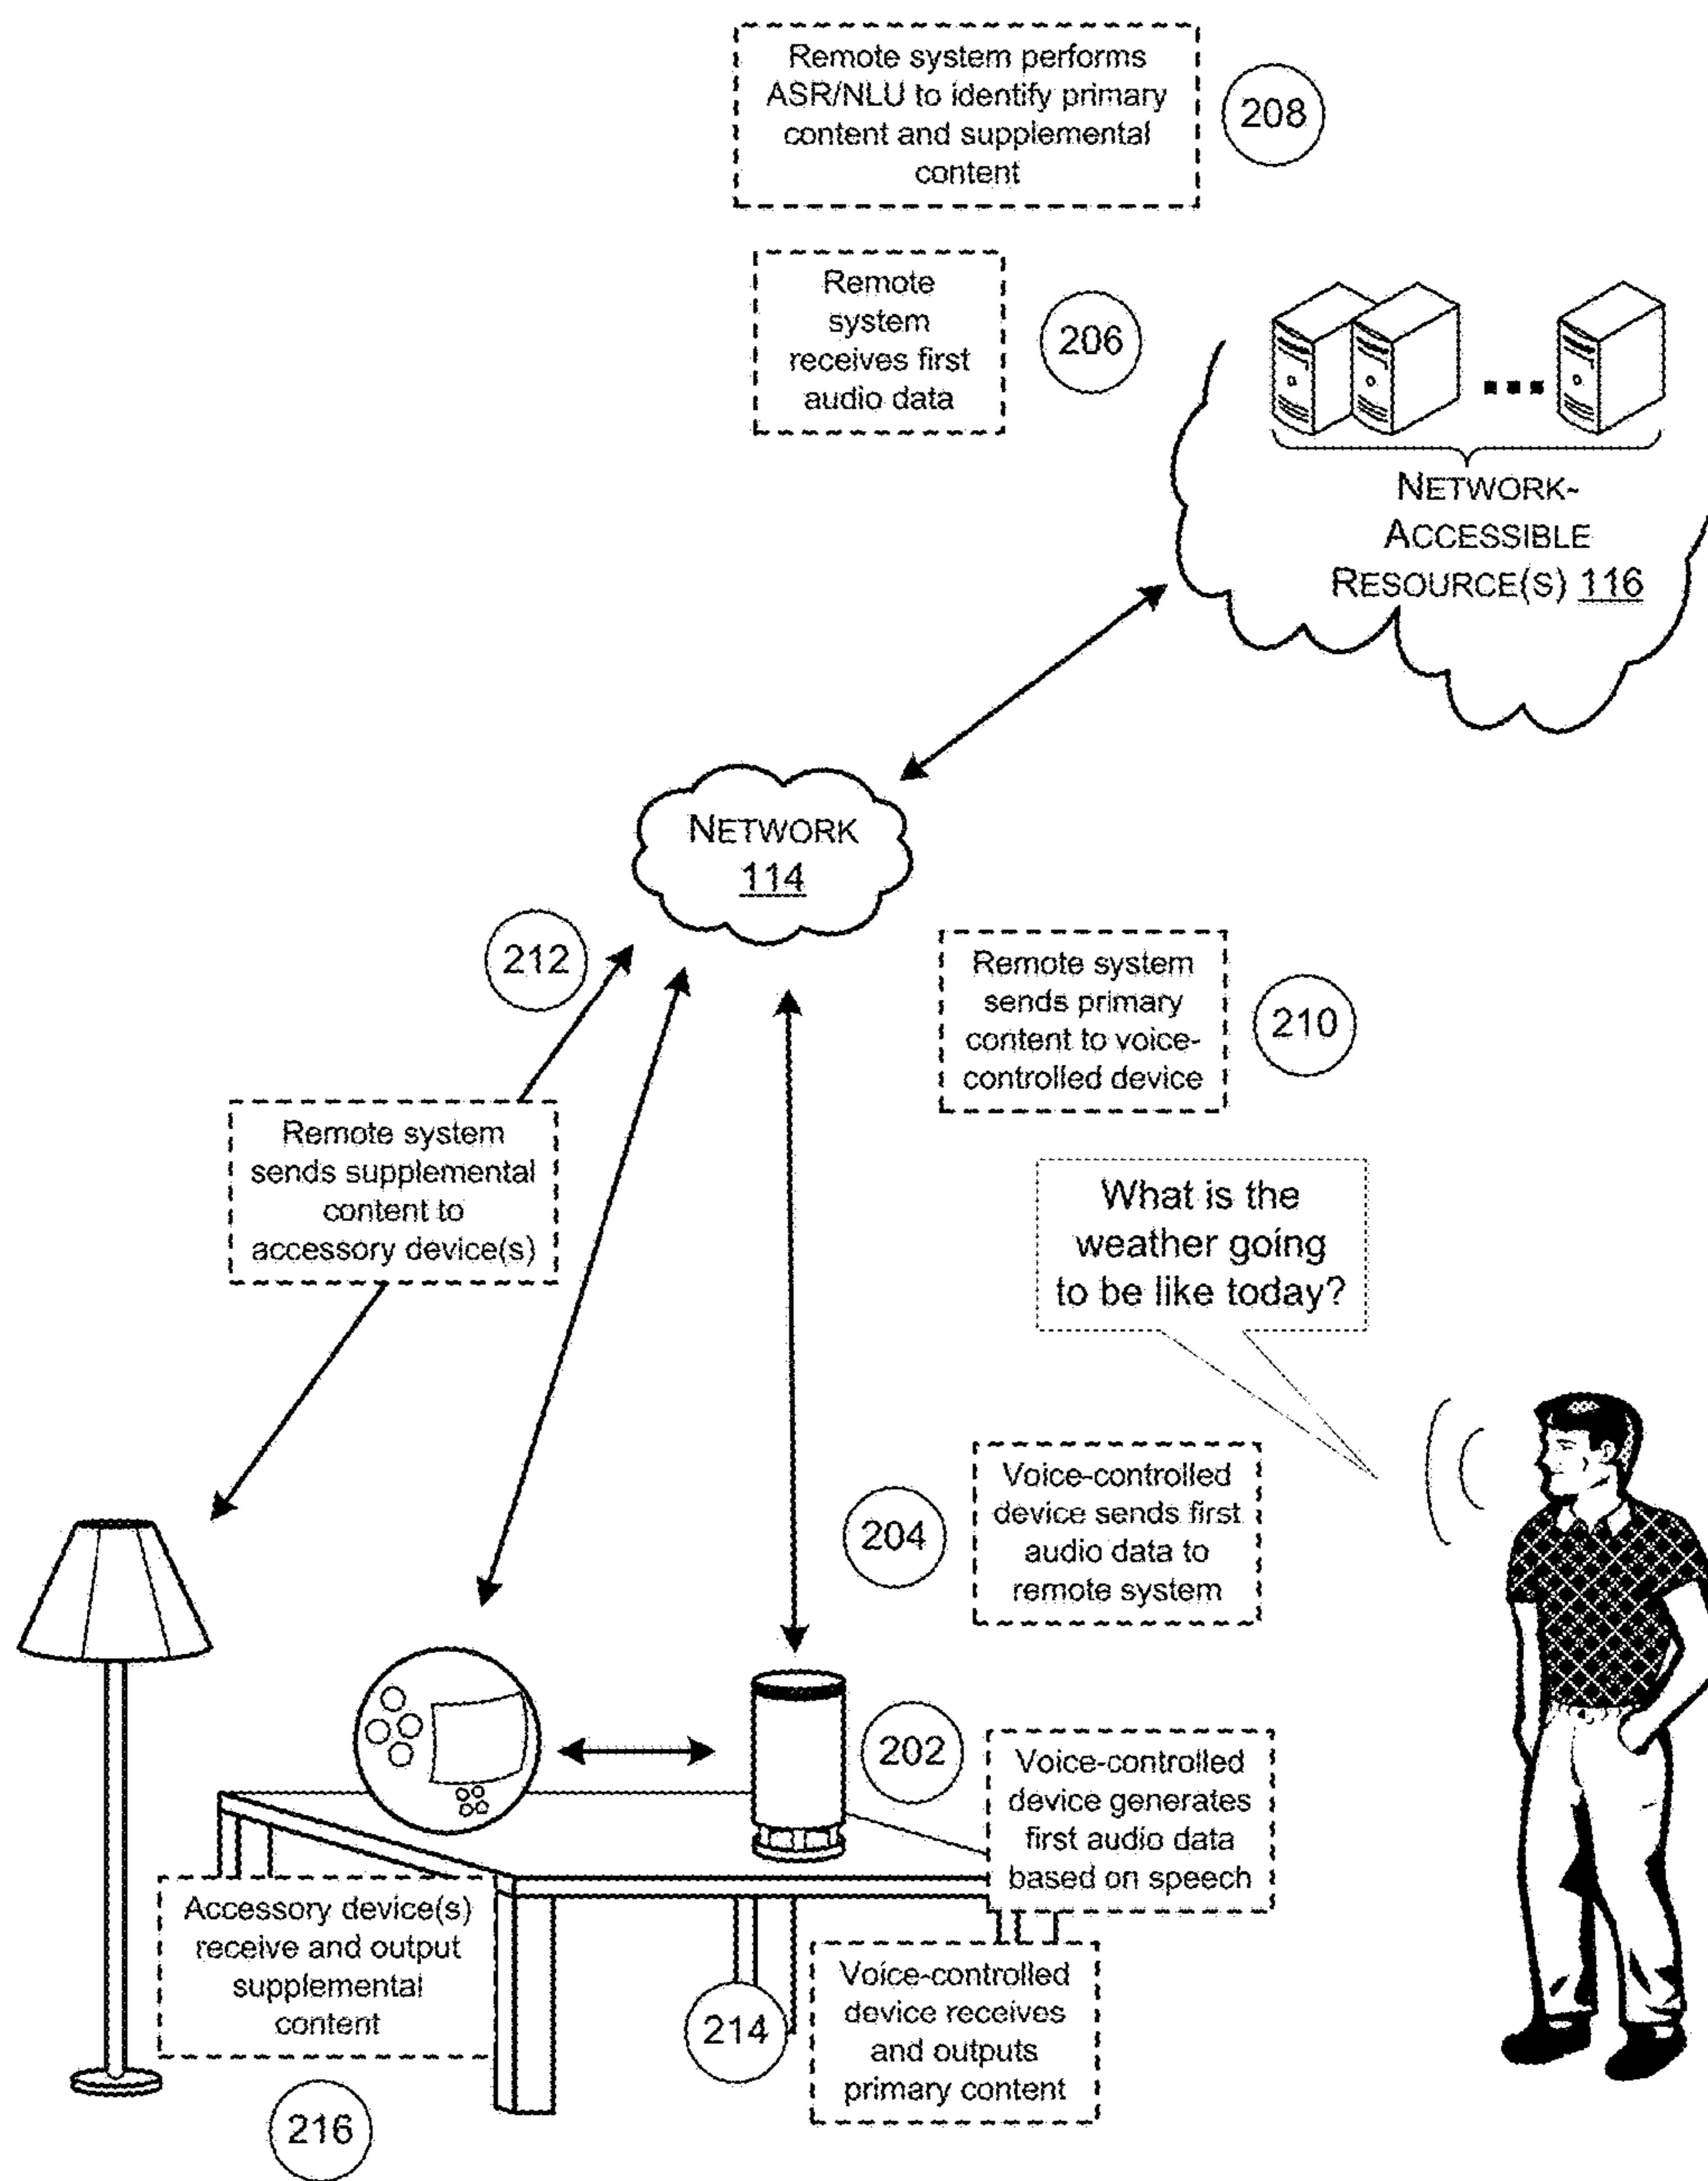 Remote system performs
ASR/NLU to identify primary
content and supplemental
content
208
Remote
system
receives first
audio data
206
NETWORK-
ACCESSIBLE
RESOURCE(S) 116
NETWORK
114
212
Remote system
sends primary
content to voice-
controlled device
210
Remote system
sends supplemental
content to
accessory device(s)
What is the
weather going
to be like today?
204
Voice-controlled
device sends first
audio data to
remote system
202
Voice-controlled
device generates
first audio data
based on speech
Accessory device(s)
receive and output
supplemental
content
216
214
Voice-controlled
device receives
and outputs
primary content